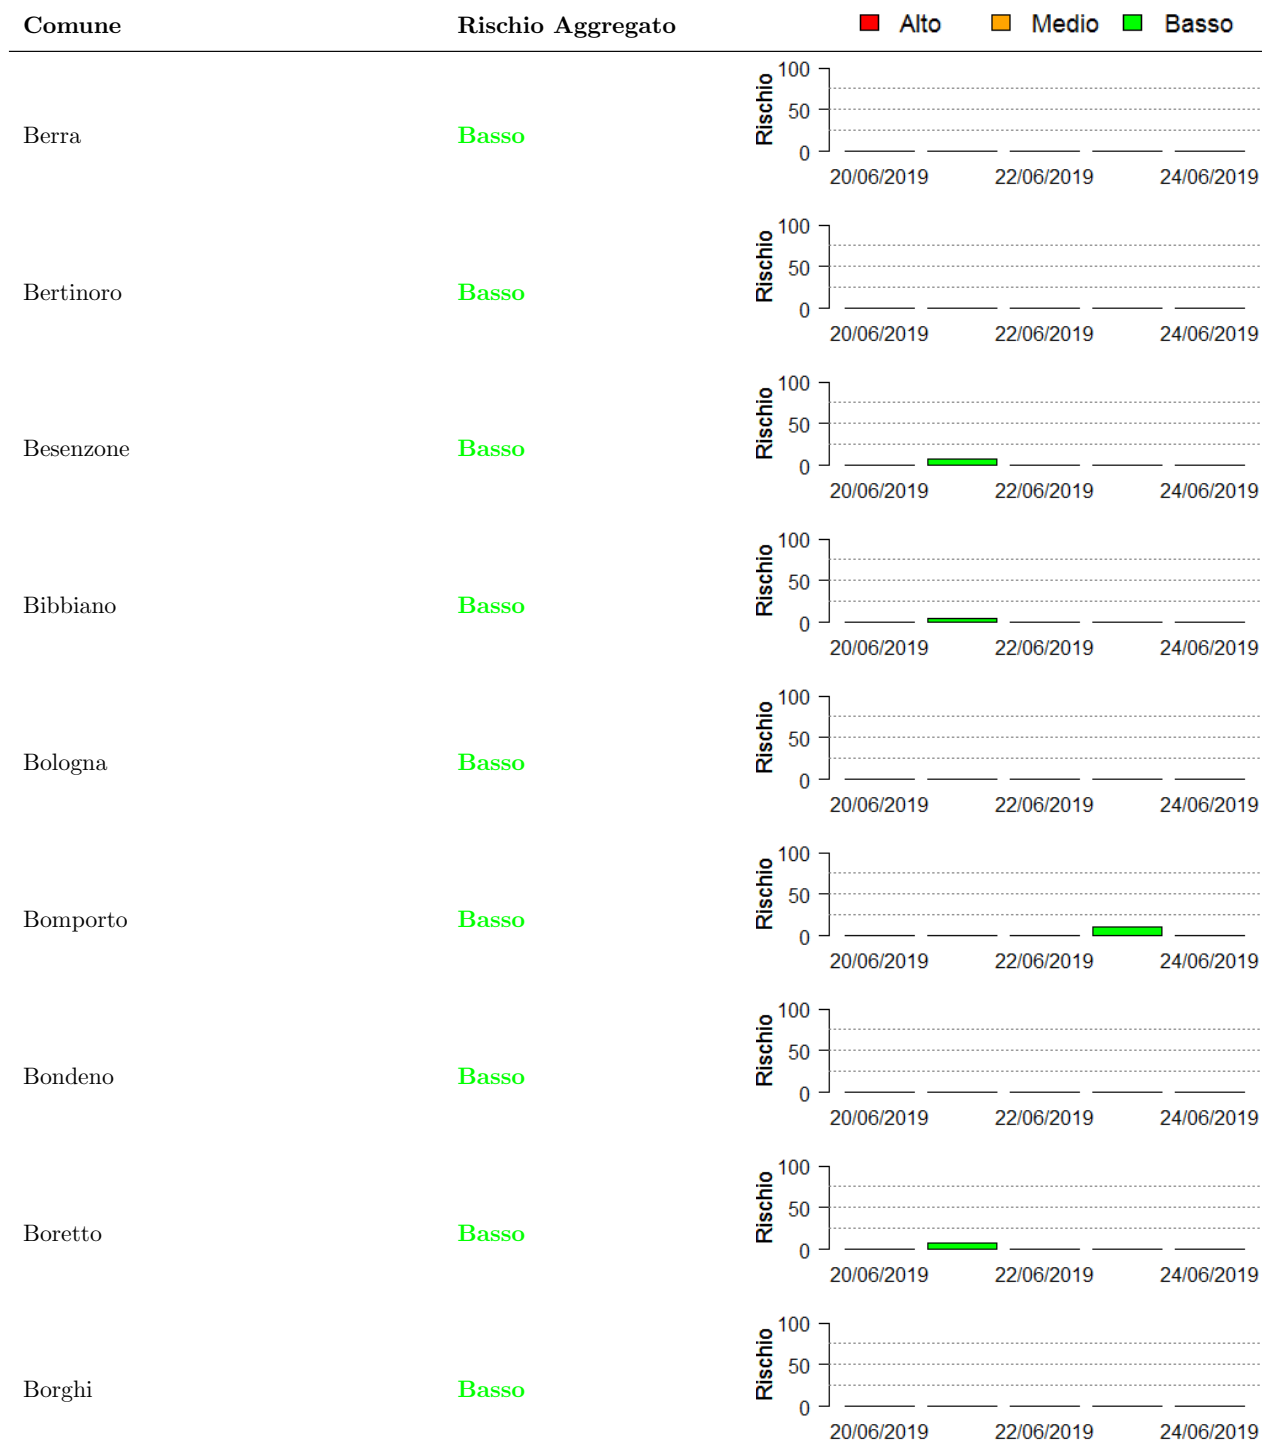 Comune Rischio Aggregato Alto Medio Basso
100
50
0
Rischio
Berra Basso
20/06/2019 22/06/2019 24/06/2019
100
50
0
Rischio
Bertinoro Basso
20/06/2019 22/06/2019 24/06/2019
100
50
0
Rischio
Besenzone Basso
20/06/2019 22/06/2019 24/06/2019
100
50
0
Rischio
Bibbiano Basso
20/06/2019 22/06/2019 24/06/2019
100
50
0
Rischio
Bologna Basso
20/06/2019 22/06/2019 24/06/2019
100
50
0
Rischio
Bomporto Basso
20/06/2019 22/06/2019 24/06/2019
100
50
0
Rischio
Bondeno Basso
20/06/2019 22/06/2019 24/06/2019
100
50
0
Rischio
Boretto Basso
20/06/2019 22/06/2019 24/06/2019
100
50
0
Rischio
Borghi Basso
20/06/2019 22/06/2019 24/06/2019